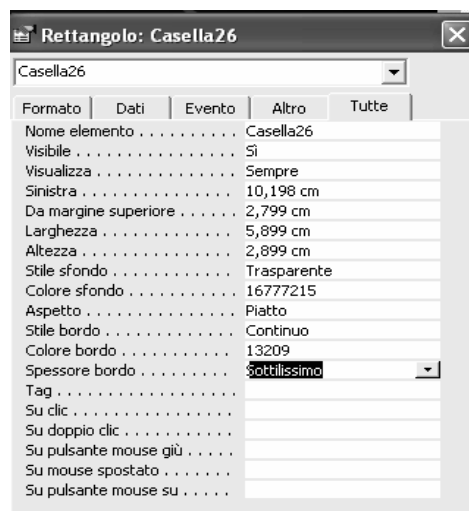 Rettangolo: Casella26
Casella26
Formato Dati Evento Altro Tutte
Nome elemento . . . . . . . . . . Casella26
Visibile . . . . . . . . . . . . . . . . Sì
Visualizza . . . . . . . . . . . . . . Sempre
Sinistra . . . . . . . . . . . . . . . 10,198 cm
Da margine superiore . . . . . . 2,799 cm
Larghezza . . . . . . . . . . . . . 5,899 cm
Altezza . . . . . . . . . . . . . . . 2,899 cm
Stile sfondo . . . . . . . . . . . . Trasparente
Colore sfondo . . . . . . . . . . . 16777215
Aspetto . . . . . . . . . . . . . . . Piatto
Stile bordo . . . . . . . . . . . . . Continuo
Colore bordo . . . . . . . . . . . 13209
Spessore bordo . . . . . . . . . Sottilissimo
Tag . . . . . . . . . . . . . . . . . .
Su clic . . . . . . . . . . . . . . . .
Su doppio clic . . . . . . . . . . .
Su pulsante mouse giù . . . . .
Su mouse spostato . . . . . . .
Su pulsante mouse su . . . . .